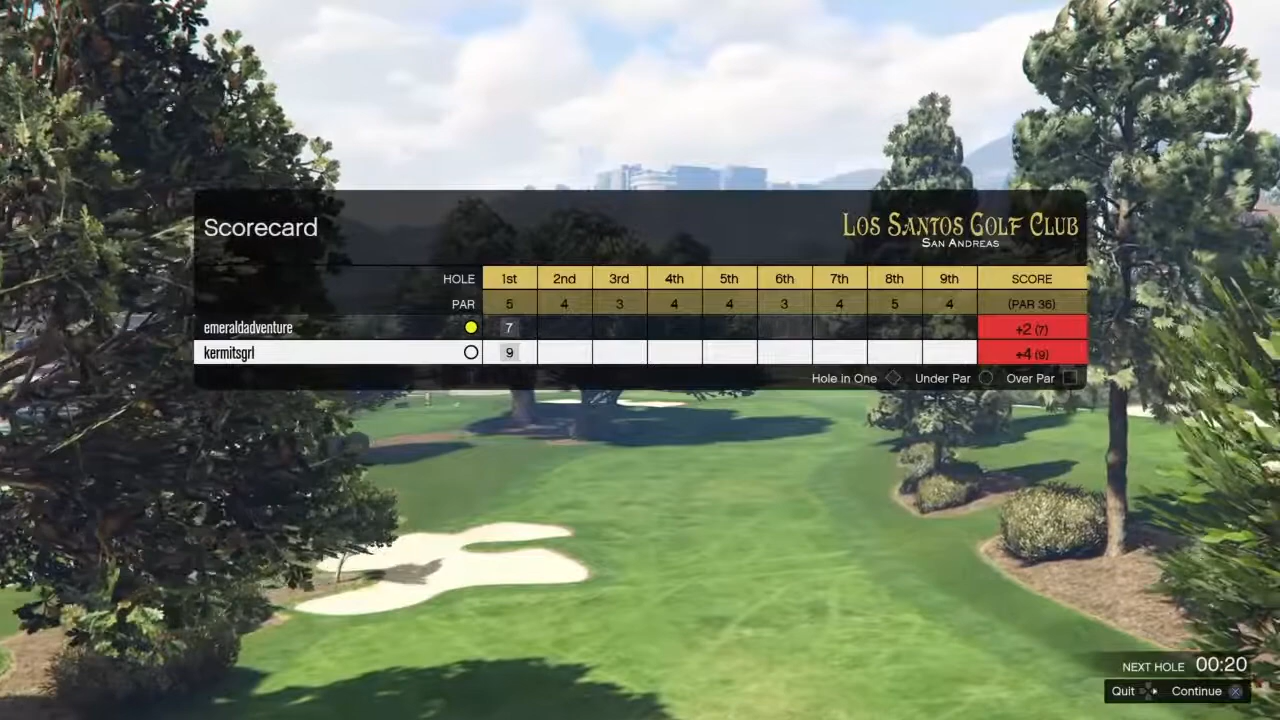 Scorecard
Los Santos Golf Club
San Andreas
HOLE 1st 2nd 3rd 4th 5th 6th 7th 8th 9th SCORE
PAR 5 4 3 4 4 3 4 5 4 (PAR 36)
emeraldadventure 7 +2 (7)
kermitsgrl 9 +4 (9)
Hole in One Under Par Over Par
NEXT HOLE 00:20
Quit Continue